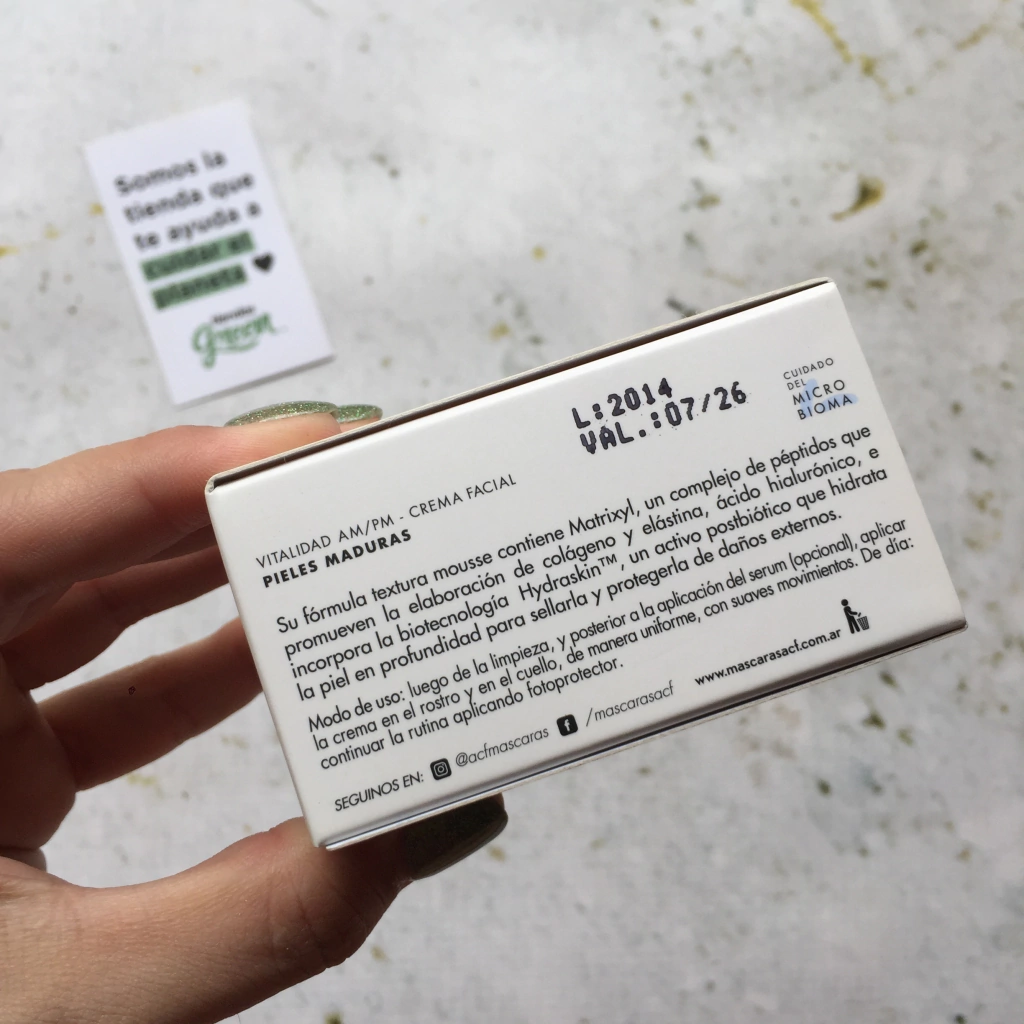 Somos la
tienda que
te ayuda a
cuidar el
planeta
green
L:2014
VAL.:07/26
CUIDADO
DEL
MICRO
BIOMA
VITALIDAD AM/PM - CREMA FACIAL
PIELES MADURAS
Su fórmula textura mousse contiene Matrixyl, un complejo de péptidos que
promueven la elaboración de colágeno y elástina, ácido hialurónico, e
incorpora la biotecnología Hydraskin™, un activo postbiótico que hidrata
la piel en profundidad para sellarla y protegerla de daños externos.
Modo de uso: luego de la limpieza, y posterior a la aplicación del serum (opcional), aplicar
la crema en el rostro y en el cuello, de manera uniforme, con suaves movimientos. De día:
continuar la rutina aplicando fotoprotector.
SEGUINOS EN: @acfmascaras /mascarasacf www.mascarasacf.com.ar